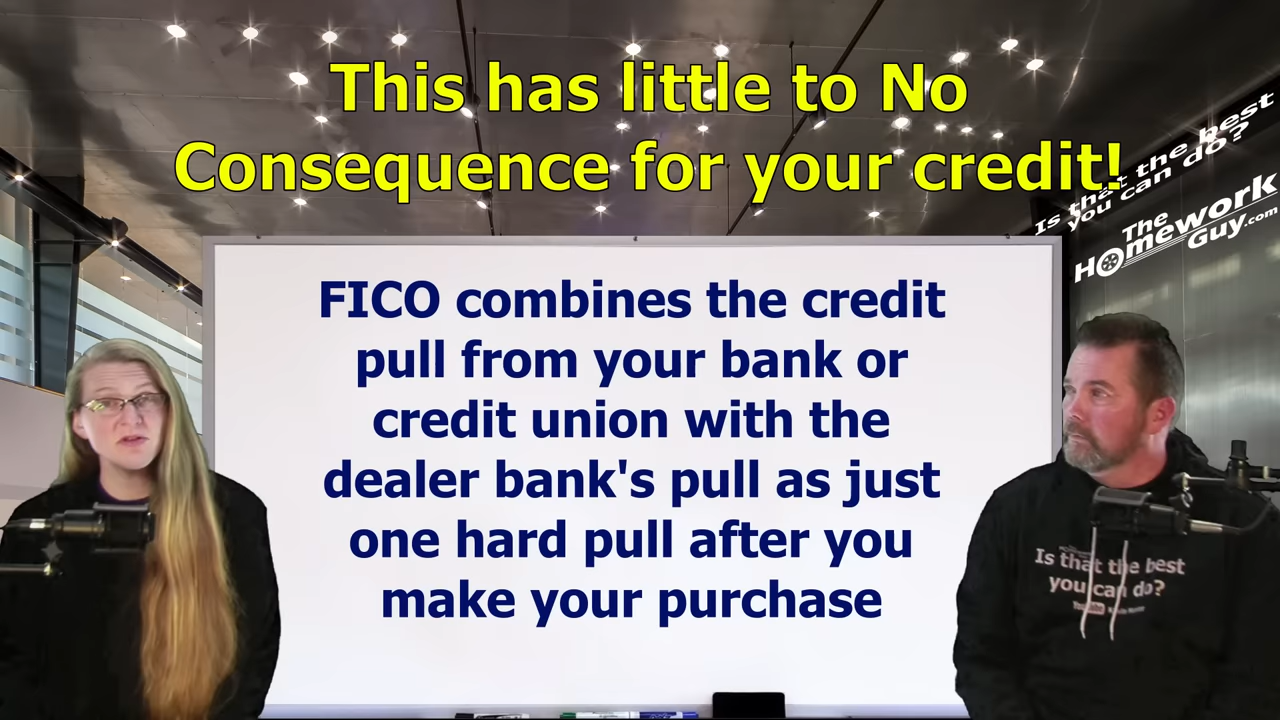 This has little to No
Consequence for your credit!
Is that the best
you can do?
The
Homework
Guy.com
FICO combines the credit
pull from your bank or
credit union with the
dealer bank's pull as just
one hard pull after you
make your purchase
Is that the best
you can do?